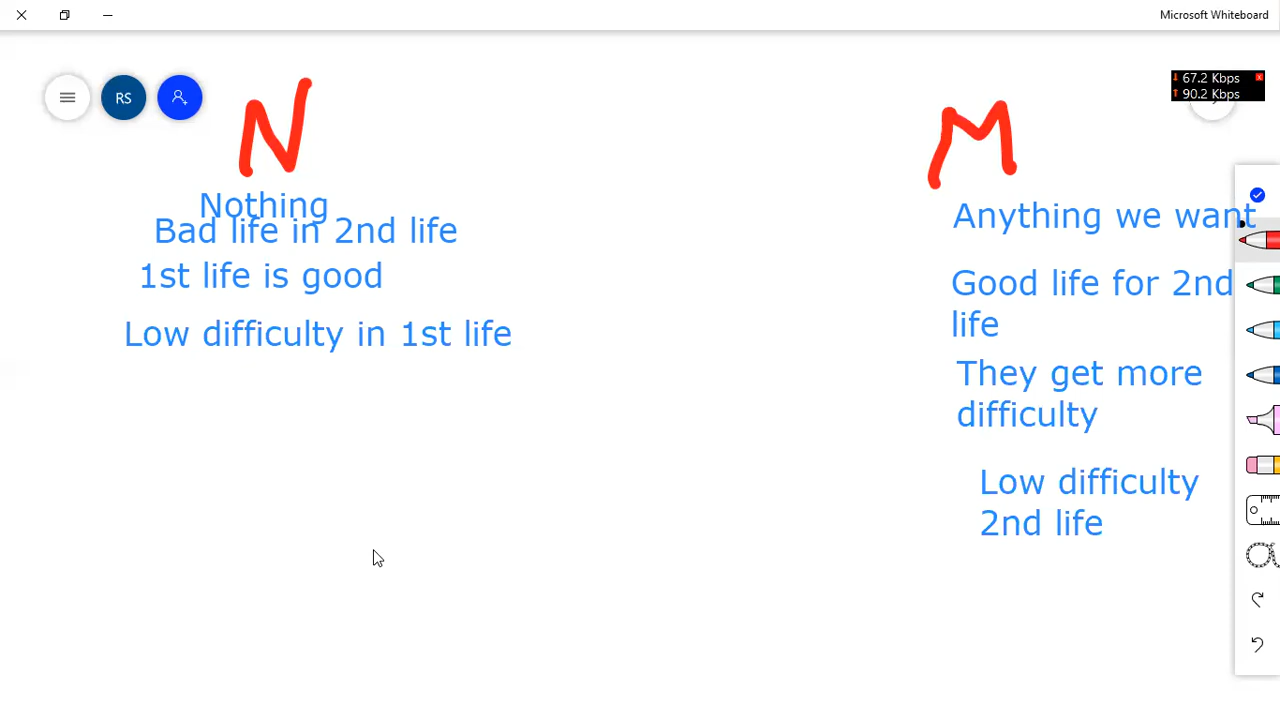 Microsoft Whiteboard
67.2 Kbps
90.2 Kbps
RS
N
Nothing
Bad life in 2nd life
1st life is good
Low difficulty in 1st life
M
Anything we want
Good life for 2nd
life
They get more
difficulty
Low difficulty
2nd life